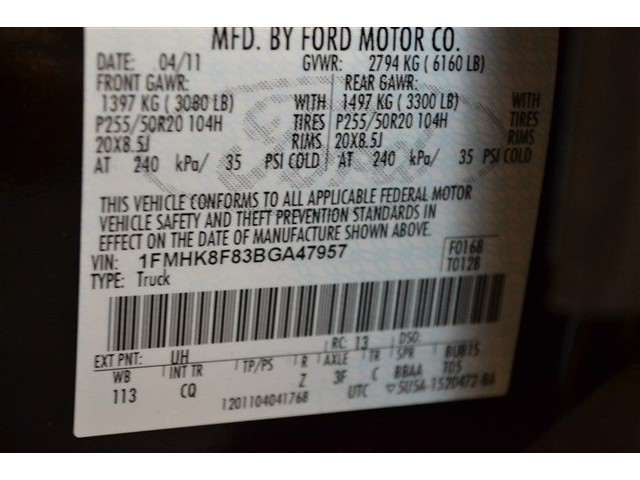 MFD. BY FORD MOTOR CO.
DATE: 04/11 GVWR: 2794 KG ( 6160 LB)
FRONT GAWR: REAR GAWR:
1397 KG ( 3080 LB) WITH 1497 KG ( 3300 LB) WITH
P255/50R20 104H TIRES P255/50R20 104H TIRES
20X8.5J RIMS 20X8.5J RIMS
AT 240 kPa/ 35 PSI COLD AT 240 kPa/ 35 PSI COLD
Ford
THIS VEHICLE CONFORMS TO ALL APPLICABLE FEDERAL MOTOR
VEHICLE SAFETY AND THEFT PREVENTION STANDARDS IN
EFFECT ON THE DATE OF MANUFACTURE SHOWN ABOVE.
VIN: 1FMHK8F83BGA47957 F0168
TYPE: Truck T0128
EXT PNT: UH RC: 13 DSO:
WB INT TR TP/PS R AXLE TR SPR BUB15
113 CQ Z 3F C BBAA T05
1201104041768 UTC 5U5A-1520472-BA